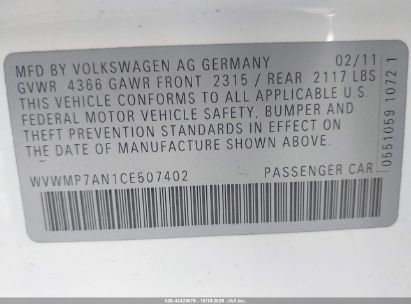 MFD BY VOLKSWAGEN AG GERMANY 02/11
GVWR 4366 GAWR FRONT 2315 / REAR 2117 LBS
THIS VEHICLE CONFORMS TO ALL APPLICABLE U.S.
FEDERAL MOTOR VEHICLE SAFETY, BUMPER AND
THEFT PREVENTION STANDARDS IN EFFECT ON THE
DATE OF MANUFACTURE SHOWN ABOVE.
WVWMP7AN1CE507402 PASSENGER CAR
0551059 1072 1